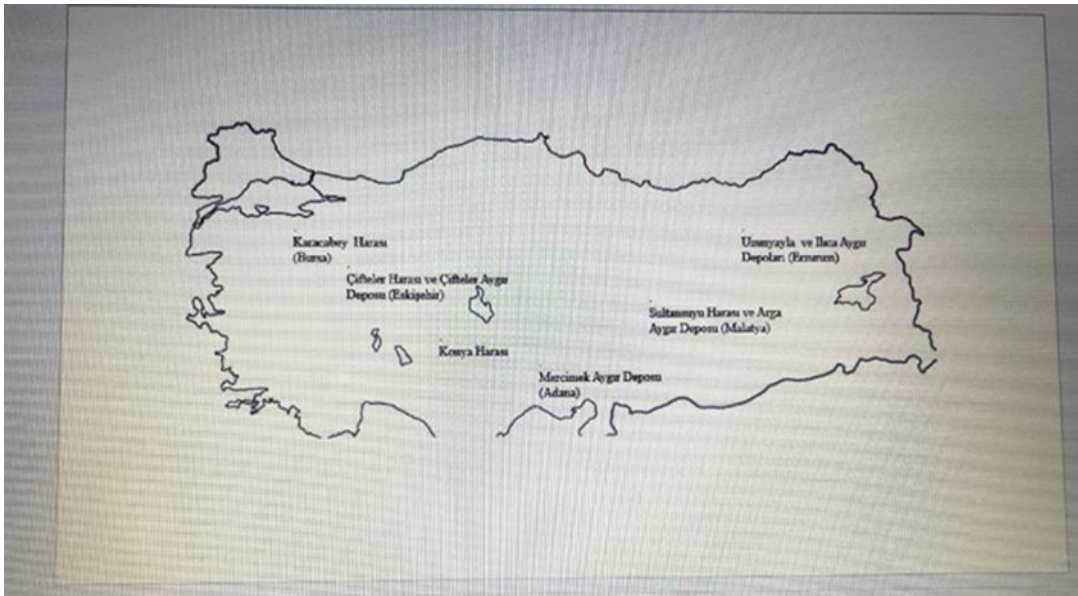 Karacabey Harası
(Bursa)
Çifteler Harası ve Çifteler Aygır
Deposu (Eskişehir)
Konya Harası
Mercimek Aygır Deposu
(Adana)
Sultansuyu Harası ve Arga
Aygır Deposu (Malatya)
Uzunyayla ve Ilıca Aygır
Depoları (Erzurum)